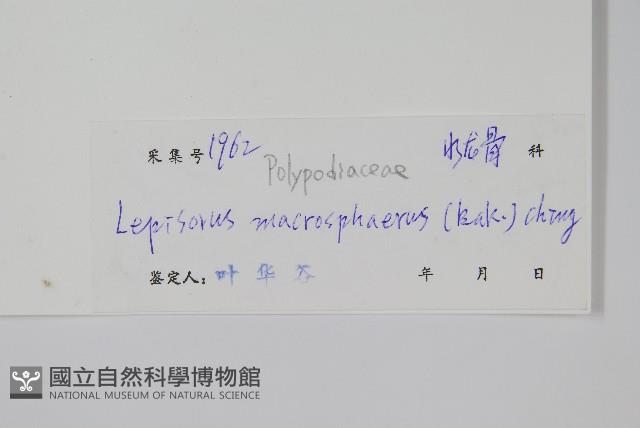 采集号 1962 水龙骨 科
Polypodiaceae
Lepisorus macrosphaerus (Bak.) Ching
鉴定人: 叶华芬 年 月 日
國立自然科學博物館
NATIONAL MUSEUM OF NATURAL SCIENCE